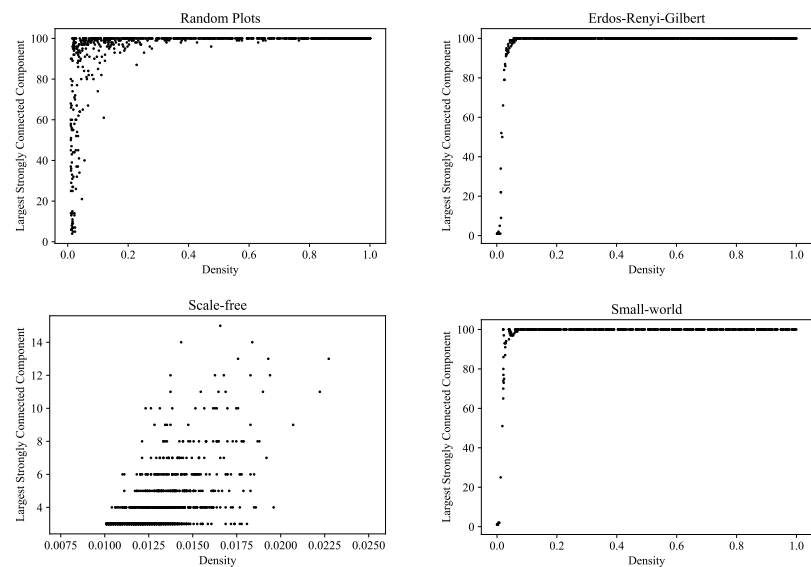 Random Plots
Largest Strongly Connected Component
100
80
60
40
20
0
0.0 0.2 0.4 0.6 0.8 1.0
Density
Erdos-Renyi-Gilbert
Largest Strongly Connected Component
100
80
60
40
20
0
0.0 0.2 0.4 0.6 0.8 1.0
Density
Scale-free
Largest Strongly Connected Component
14
12
10
8
6
4
0.0075 0.0100 0.0125 0.0150 0.0175 0.0200 0.0225 0.0250
Density
Small-world
Largest Strongly Connected Component
100
80
60
40
20
0
0.0 0.2 0.4 0.6 0.8 1.0
Density